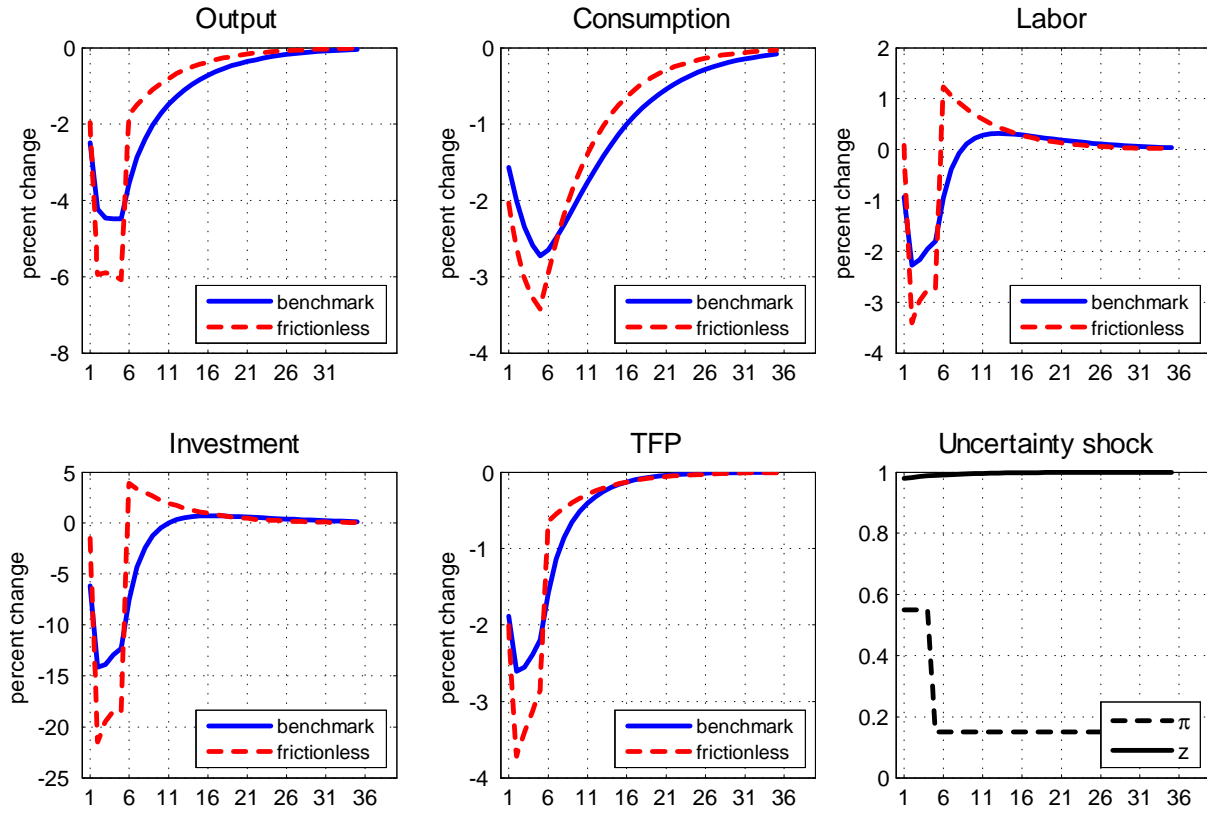 Output
percent change
0
-2
-4
-6
-8
1 6 11 16 21 26 31
benchmark
frictionless
Consumption
percent change
0
-1
-2
-3
-4
1 6 11 16 21 26 31 36
benchmark
frictionless
Labor
percent change
2
1
0
-1
-2
-3
-4
1 6 11 16 21 26 31 36
benchmark
frictionless
Investment
percent change
5
0
-5
-10
-15
-20
-25
1 6 11 16 21 26 31 36
benchmark
frictionless
TFP
percent change
0
-1
-2
-3
-4
1 6 11 16 21 26 31 36
benchmark
frictionless
Uncertainty shock
1
0.8
0.6
0.4
0.2
0
1 6 11 16 21 26 31 36
π
z